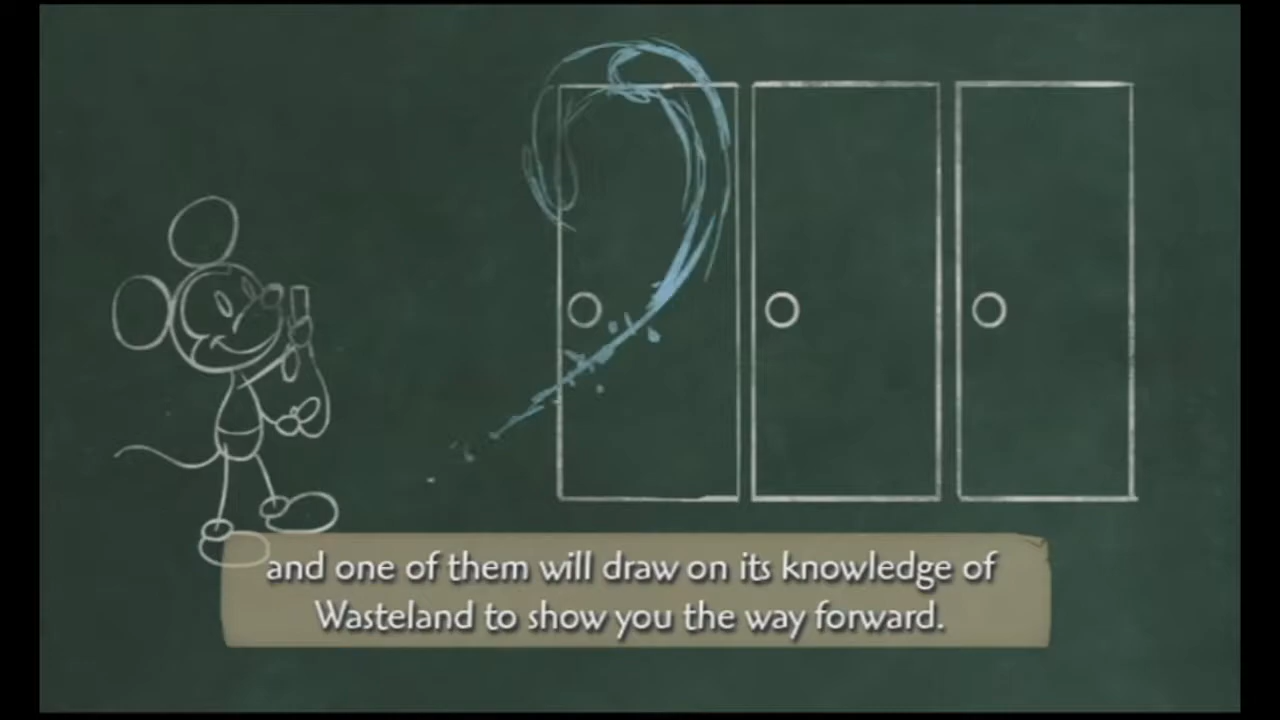 and one of them will draw on its knowledge of
Wasteland to show you the way forward.